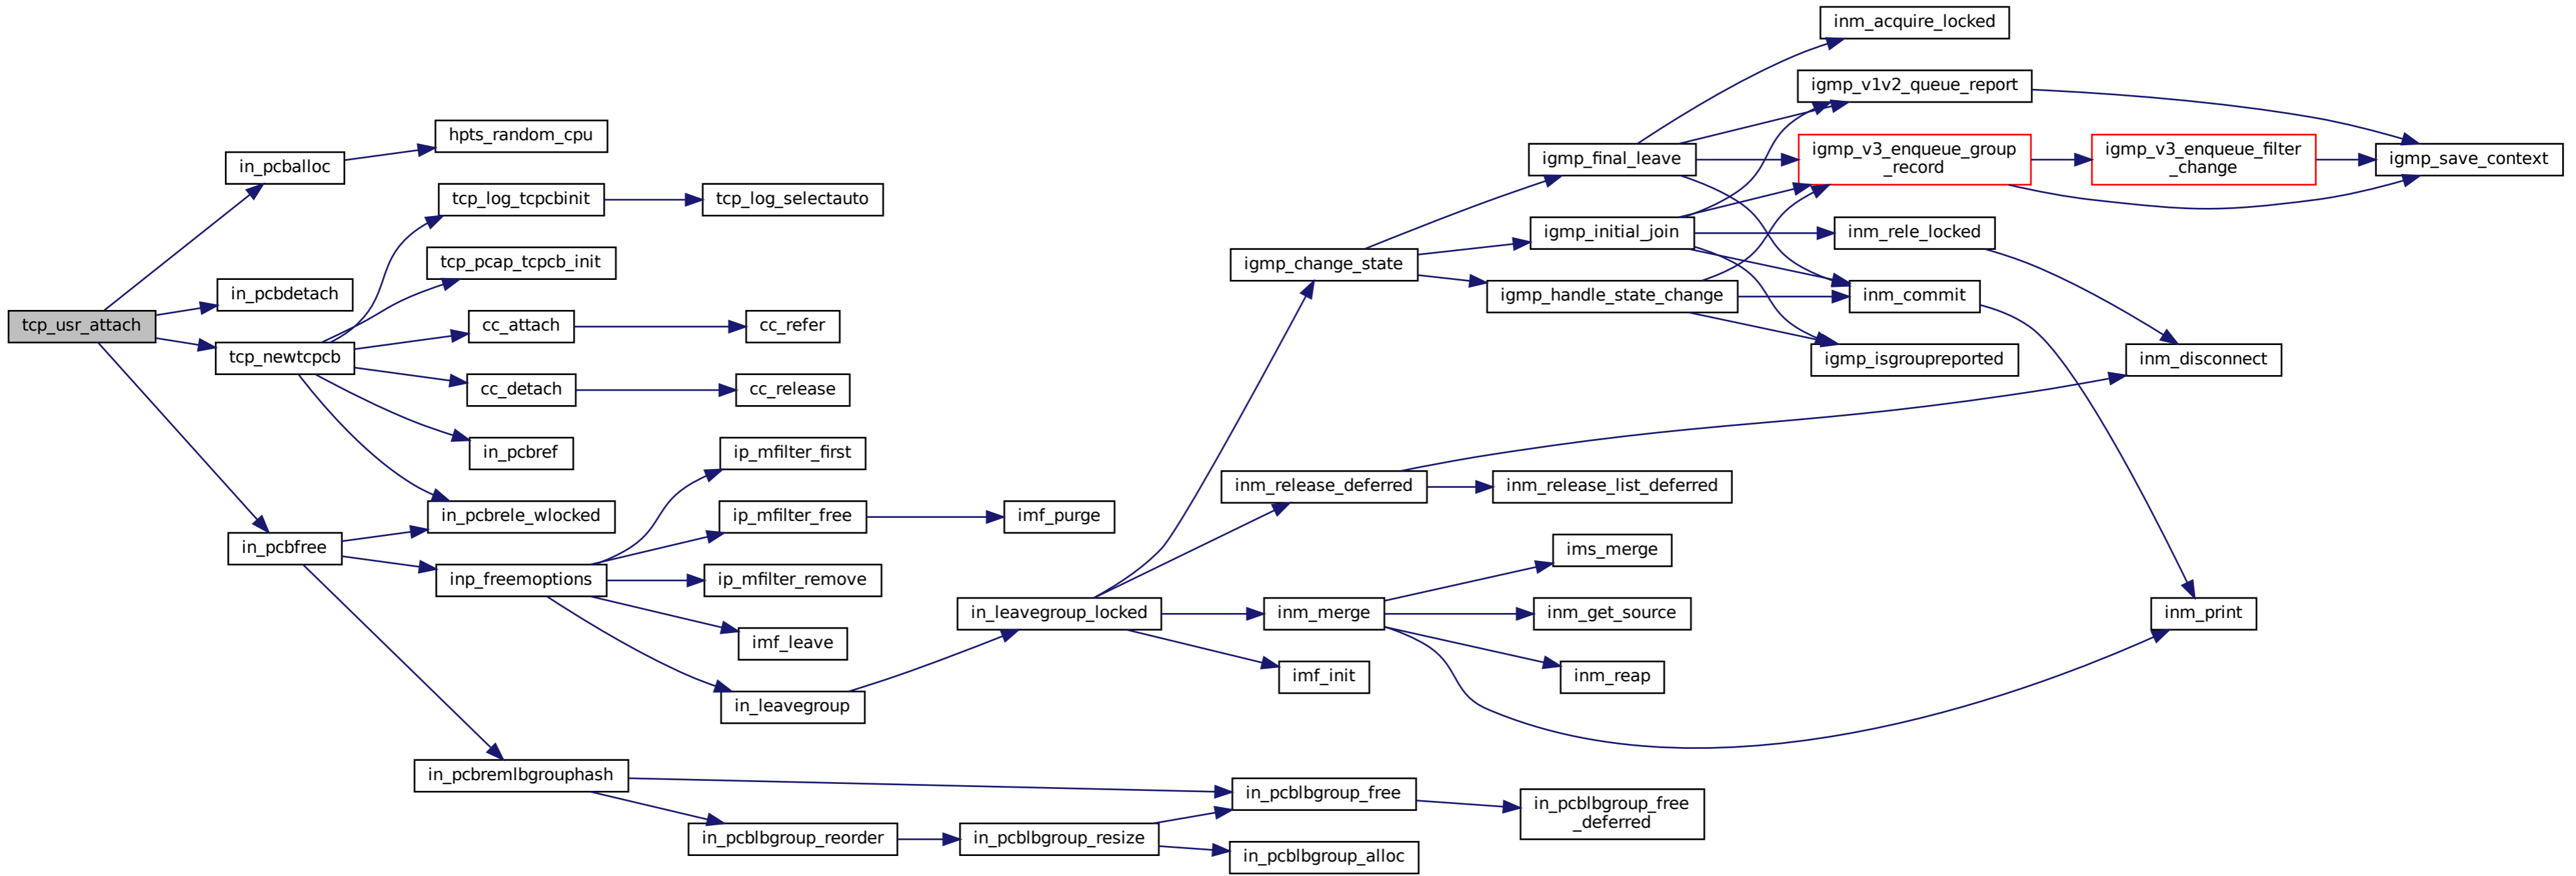 inm_acquire_locked
igmp_v1v2_queue_report
hpts_random_cpu
igmp_final_leave
igmp_v3_enqueue_group
_record
igmp_v3_enqueue_filter
_change
igmp_save_context
in_pcballoc
tcp_log_tcpcbinit
tcp_log_selectauto
igmp_initial_join
inm_rele_locked
tcp_pcap_tcpcb_init
igmp_change_state
in_pcbdetach
igmp_handle_state_change
inm_commit
tcp_usr_attach
cc_attach
cc_refer
tcp_newtcpcb
igmp_isgroupreported
inm_disconnect
cc_detach
cc_release
in_pcbref
ip_mfilter_first
inm_release_deferred
inm_release_list_deferred
in_pcbrele_wlocked
ip_mfilter_free
imf_purge
in_pcbfree
ims_merge
inp_freemoptions
ip_mfilter_remove
in_leavegroup_locked
inm_merge
inm_get_source
inm_print
imf_leave
imf_init
inm_reap
in_leavegroup
in_pcbremlbgrouphash
in_pcblbgroup_free
in_pcblbgroup_free
_deferred
in_pcblbgroup_reorder
in_pcblbgroup_resize
in_pcblbgroup_alloc